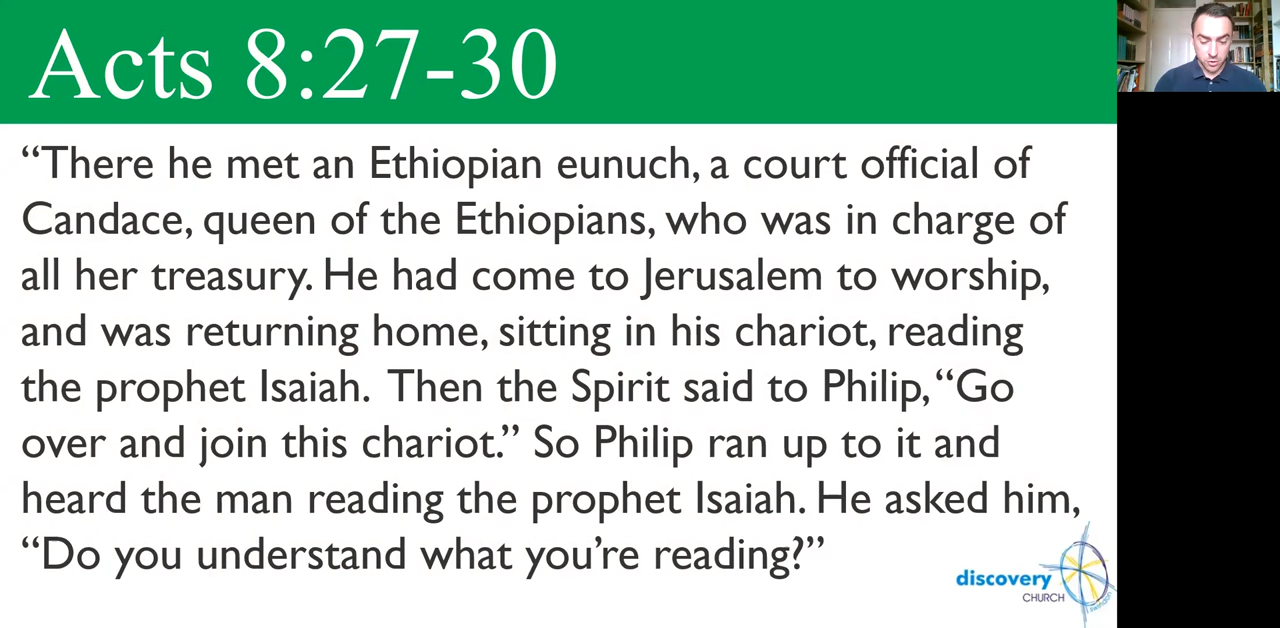 Acts 8:27-30
“There he met an Ethiopian eunuch, a court official of
Candace, queen of the Ethiopians, who was in charge of
all her treasury. He had come to Jerusalem to worship,
and was returning home, sitting in his chariot, reading
the prophet Isaiah.  Then the Spirit said to Philip, “Go
over and join this chariot.” So Philip ran up to it and
heard the man reading the prophet Isaiah. He asked him,
“Do you understand what you’re reading?”
discovery
CHURCH